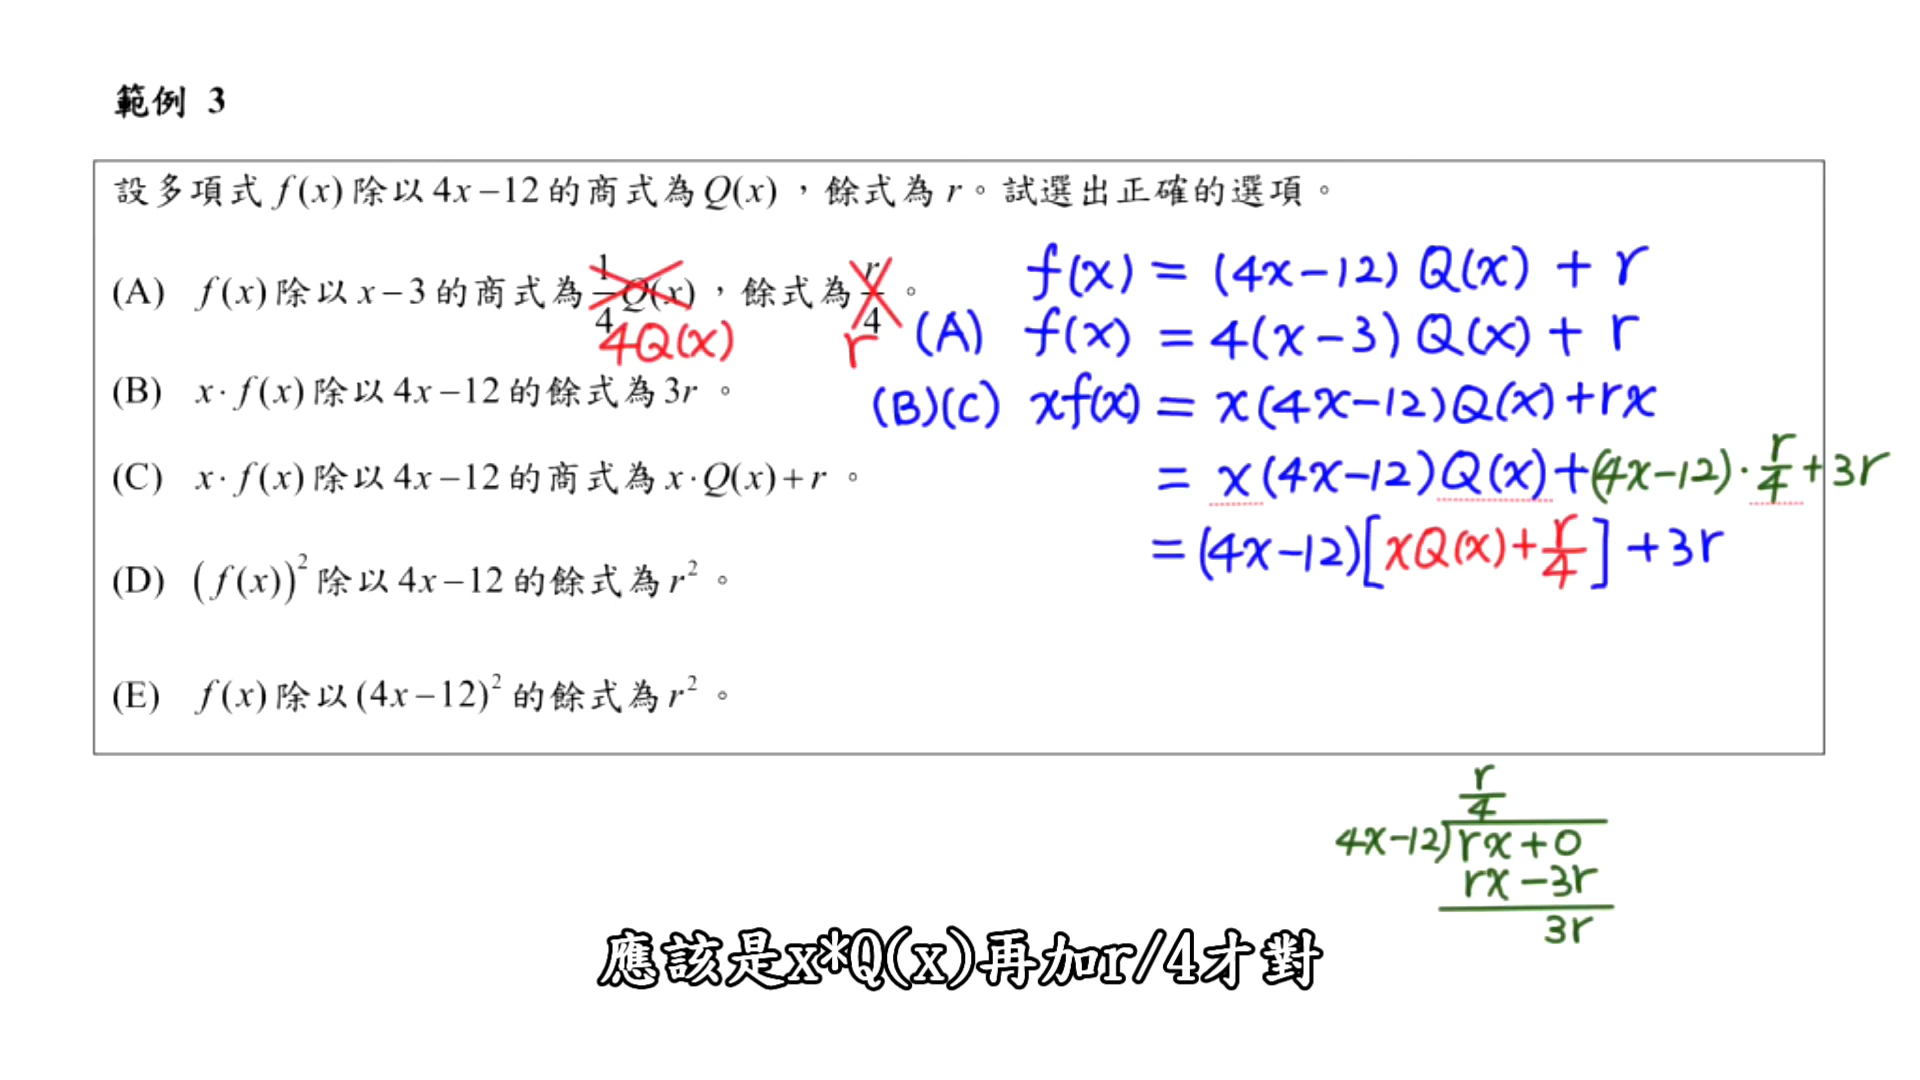 範例 3
設多項式 f(x) 除以 4x−12 的商式為 Q(x)，餘式為 r。試選出正確的選項。
(A) f(x) 除以 x−3 的商式為 1/4 Q(x)，餘式為 r/4。
4Q(x) r
(B) x·f(x) 除以 4x−12 的餘式為 3r。
(C) x·f(x) 除以 4x−12 的商式為 x·Q(x)+r。
(D) (f(x))² 除以 4x−12 的餘式為 r²。
(E) f(x) 除以 (4x−12)² 的餘式為 r²。
f(x) = (4x−12) Q(x) + r
(A) f(x) = 4(x−3) Q(x) + r
(B)(C) xf(x) = x(4x−12)Q(x)+rx
= x(4x−12)Q(x)+(4x−12)·r/4+3r
=(4x−12)[xQ(x)+r/4]+3r
r/4
4x−12)rx+0
rx−3r
3r
應該是x*Q(x)再加r/4才對